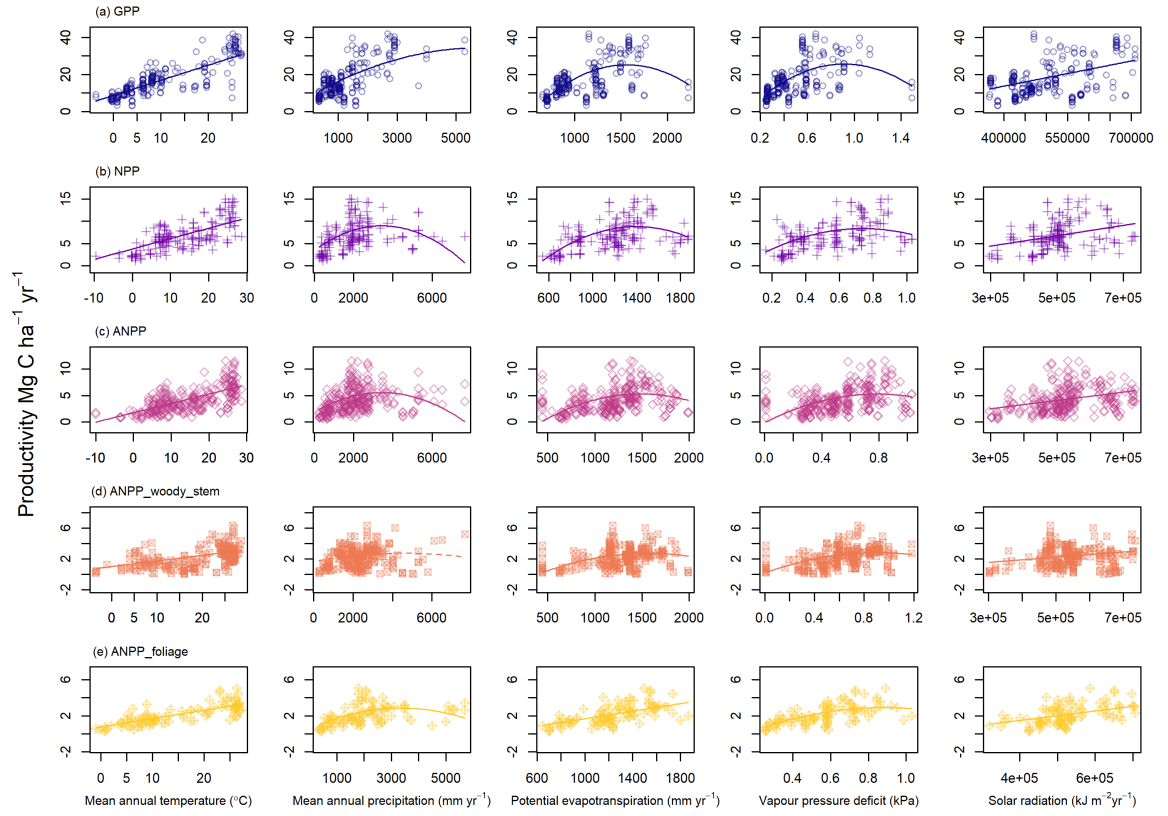 (a) GPP
0 20 40
0 10 20
1000 3000 5000
1000 1500 2000
0.2 0.6 1.0 1.4
400000 550000 700000
(b) NPP
0 5 15
-10 0 10 20 30
0 2000 6000
600 1000 1400 1800
0.2 0.4 0.6 0.8 1.0
3e+05 5e+05 7e+05
(c) ANPP
0 5 10
-10 0 10 20 30
0 2000 6000
500 1000 1500 2000
0.0 0.4 0.8
3e+05 5e+05 7e+05
(d) ANPP_woody_stem
-2 2 6
0 10 20
0 2000 6000
500 1000 1500 2000
0.0 0.4 0.8 1.2
3e+05 5e+05 7e+05
(e) ANPP_foliage
-2 2 6
0 10 20
1000 3000 5000
600 1000 1400 1800
0.4 0.6 0.8 1.0
4e+05 6e+05
Productivity Mg C ha⁻¹ yr⁻¹
Mean annual temperature (°C)
Mean annual precipitation (mm yr⁻¹)
Potential evapotranspiration (mm yr⁻¹)
Vapour pressure deficit (kPa)
Solar radiation (kJ m⁻²yr⁻¹)